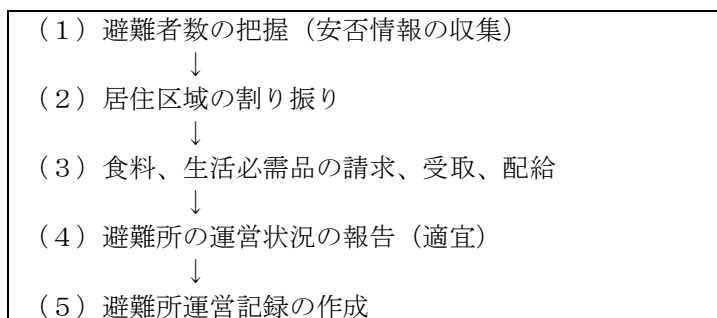 （１）避難者数の把握（安否情報の収集）
↓
（２）居住区域の割り振り
↓
（３）食料、生活必需品の請求、受取、配給
↓
（４）避難所の運営状況の報告（適宜）
↓
（５）避難所運営記録の作成